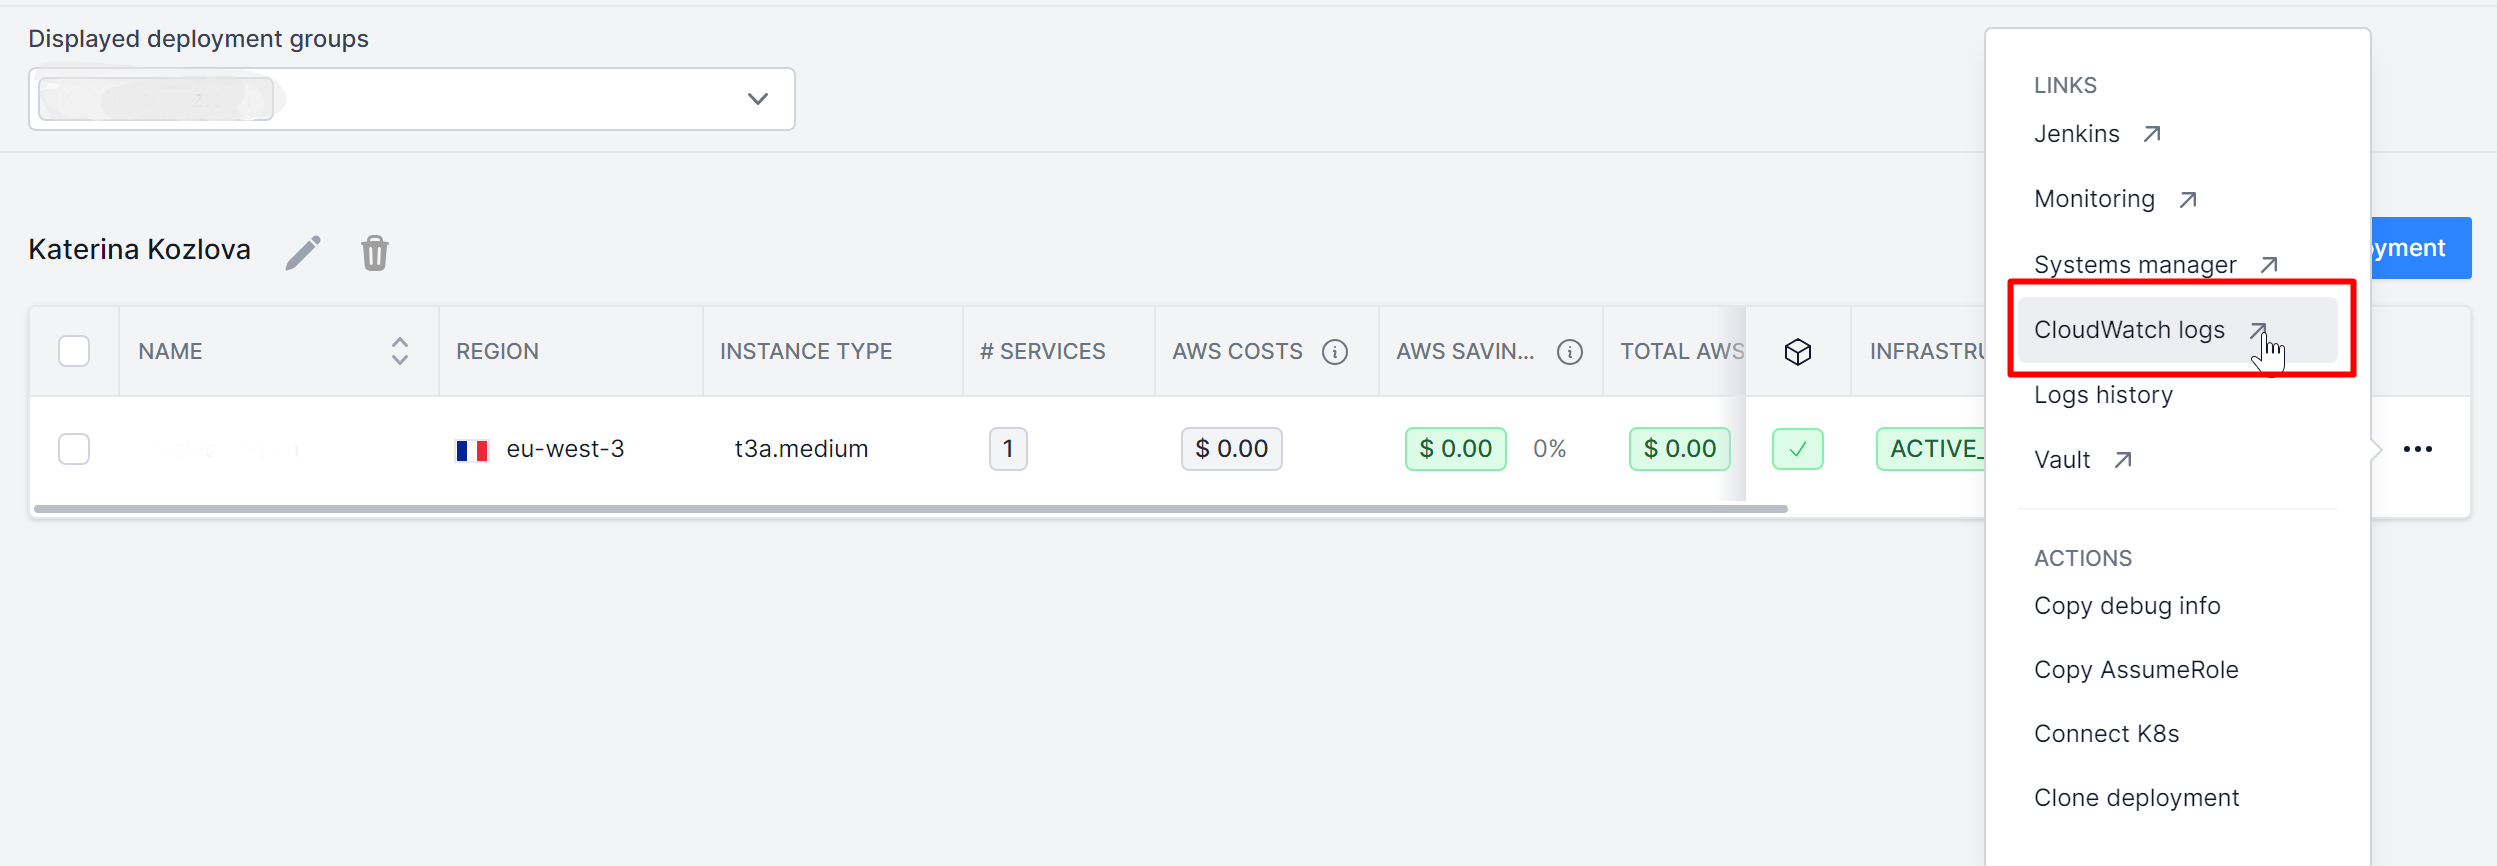 Displayed deployment groups
Katerina Kozlova
yment
NAME REGION INSTANCE TYPE # SERVICES AWS COSTS AWS SAVIN... TOTAL AWS INFRASTRU
eu-west-3 t3a.medium 1 $ 0.00 $ 0.00 0% $ 0.00 ACTIVE_
LINKS
Jenkins
Monitoring
Systems manager
CloudWatch logs
Logs history
Vault
ACTIONS
Copy debug info
Copy AssumeRole
Connect K8s
Clone deployment